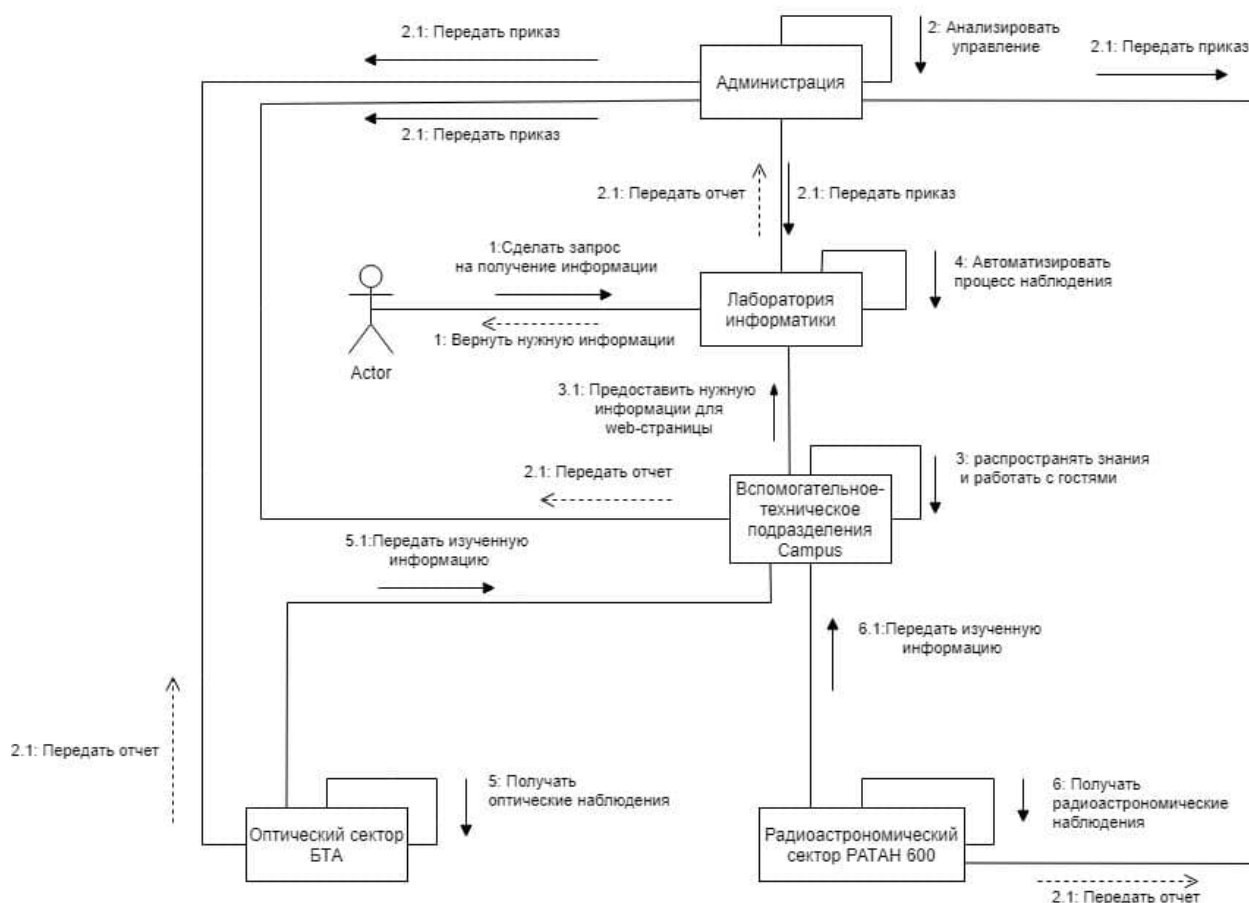 2.1: Передать приказ
2: Анализировать
управление
2.1: Передать приказ
Администрация
2.1: Передать приказ
2.1: Передать отчет
2.1: Передать приказ
1:Сделать запрос
на получение информации
4: Автоматизировать
процесс наблюдения
Лаборатория
информатики
1: Вернуть нужную информации
Actor
3.1: Предоставить нужную
информации для
web-страницы
2.1: Передать отчет
3: распространять знания
и работать с гостями
Вспомогательное-
техническое
подразделения
Campus
5.1:Передать изученную
информацию
6.1:Передать изученную
информацию
2.1: Передать отчет
5: Получать
оптические наблюдения
6: Получать
радиоастрономические
наблюдения
Оптический сектор
БТА
Радиоастрономический
сектор РАТАН 600
2.1: Передать отчет